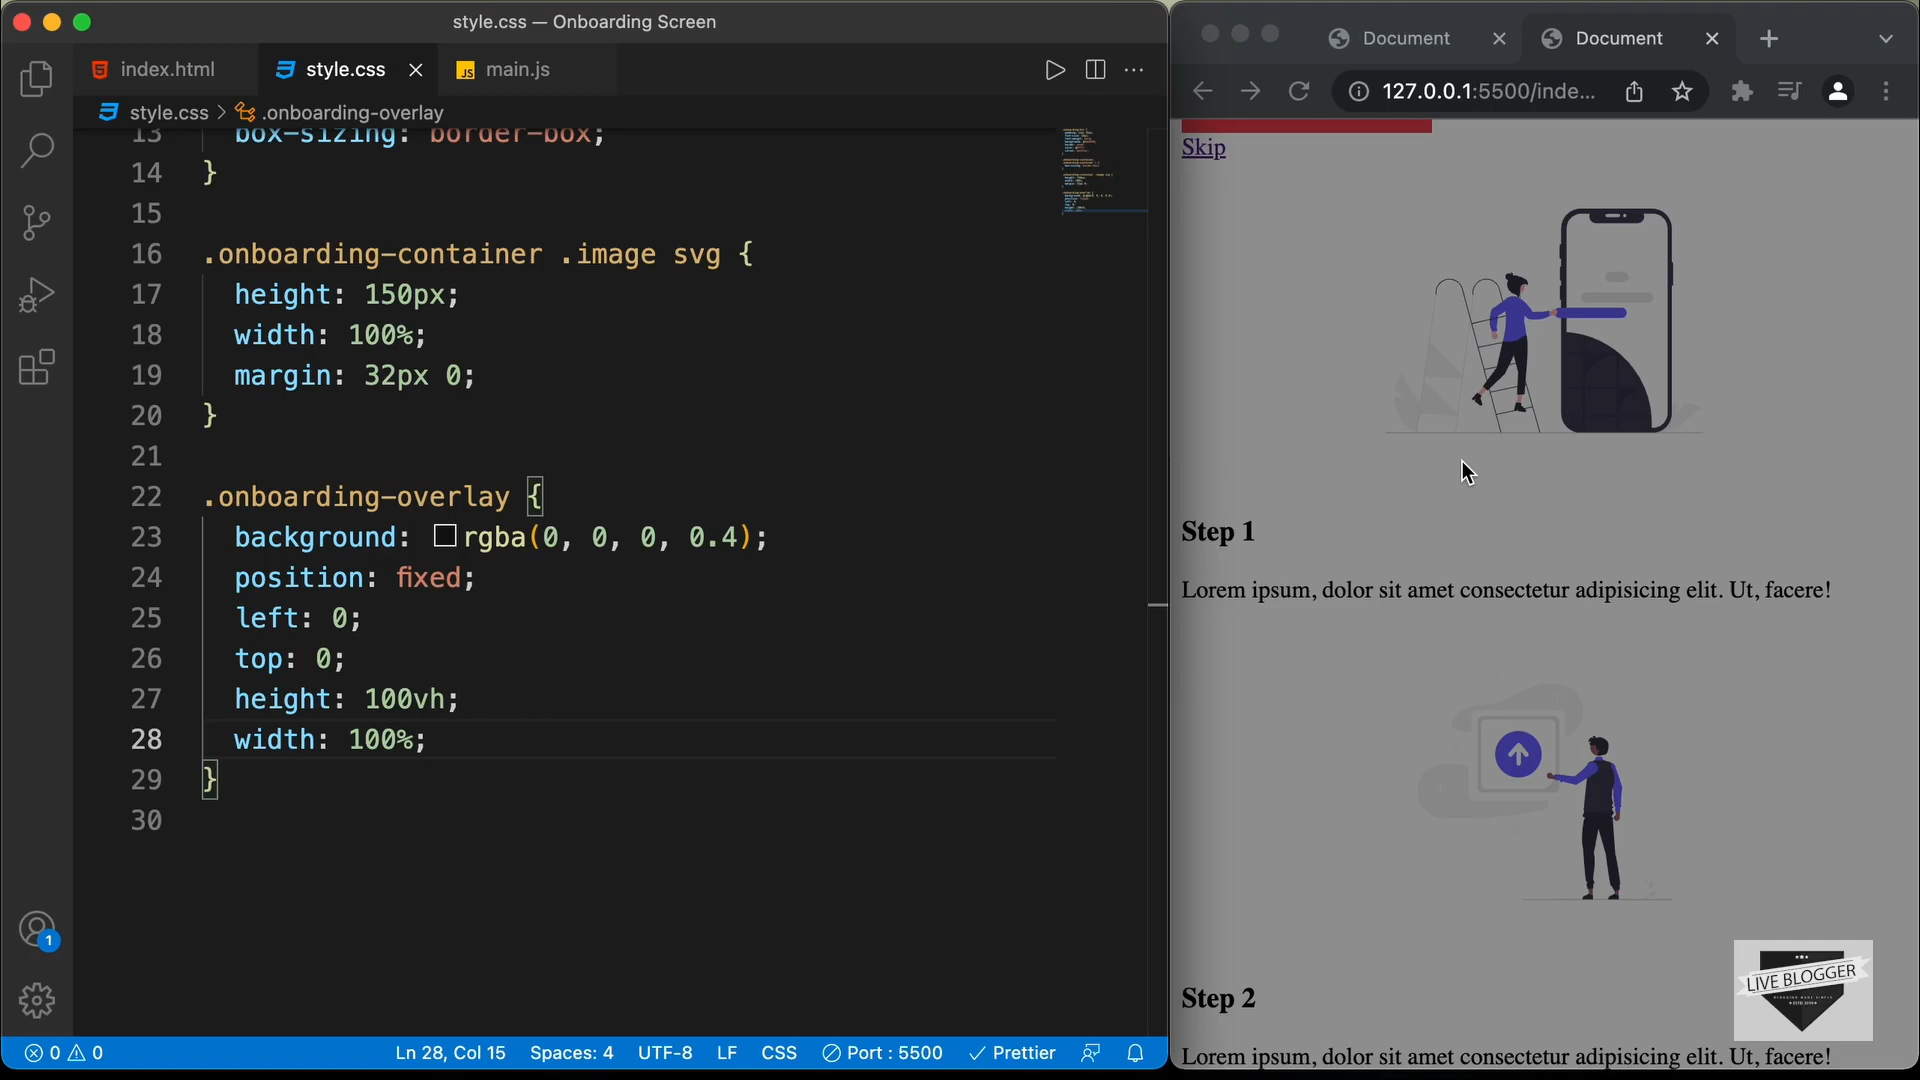 style.css — Onboarding Screen
index.html
style.css
JS main.js
style.css > .onboarding-overlay
13 box-sizing: border-box;
14 }
15
16 .onboarding-container .image svg {
17 height: 150px;
18 width: 100%;
19 margin: 32px 0;
20 }
21
22 .onboarding-overlay {
23 background: rgba(0, 0, 0, 0.4);
24 position: fixed;
25 left: 0;
26 top: 0;
27 height: 100vh;
28 width: 100%;
29 }
30
1
0 0
Ln 28, Col 15
Spaces: 4
UTF-8
LF
CSS
Port : 5500
Prettier
Document
Document
127.0.0.1:5500/inde...
Skip
Step 1
Lorem ipsum, dolor sit amet consectetur adipisicing elit. Ut, facere!
Step 2
Lorem ipsum, dolor sit amet consectetur adipisicing elit. Ut, facere!
LIVE BLOGGER